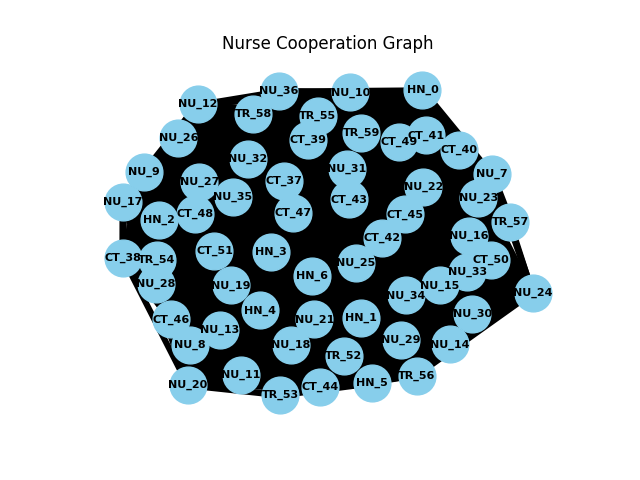 Nurse Cooperation Graph
NU_36
NU_10
HN_0
NU_12
TR_58
TR_55
NU_26
CT_39
TR_59
CT_49
CT_41
CT_40
NU_32
NU_9
NU_27
CT_37
NU_31
NU_7
NU_17
NU_35
NU_22
NU_23
HN_2
CT_48
CT_47
CT_43
CT_45
TR_57
CT_42
NU_16
CT_38
TR_54
CT_51
HN_3
NU_25
CT_50
NU_33
NU_28
NU_19
HN_6
NU_15
NU_24
NU_34
HN_4
CT_46
NU_13
NU_21
HN_1
NU_30
NU_8
NU_18
NU_29
NU_14
TR_52
NU_20
NU_11
TR_53
CT_44
HN_5
TR_56